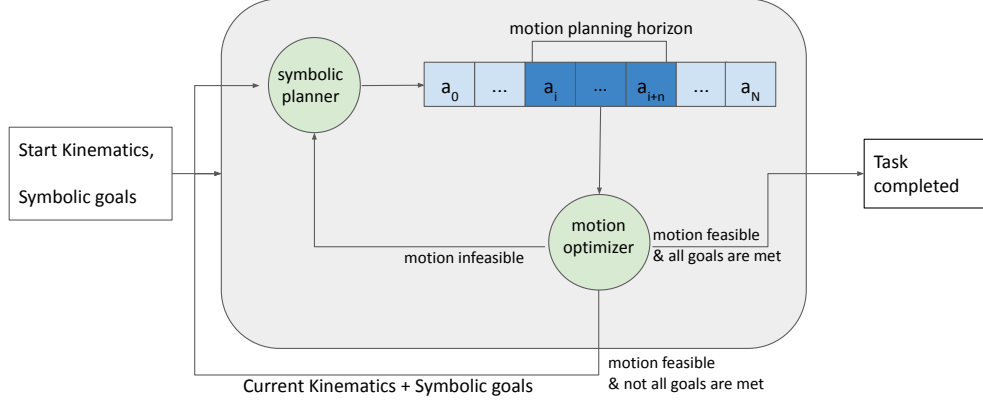 motion planning horizon
symbolic
planner
a0 ... ai ... ai+n ... aN
Start Kinematics,
Symbolic goals
Task
completed
motion
optimizer
motion infeasible
motion feasible
& all goals are met
motion feasible
& not all goals are met
Current Kinematics + Symbolic goals